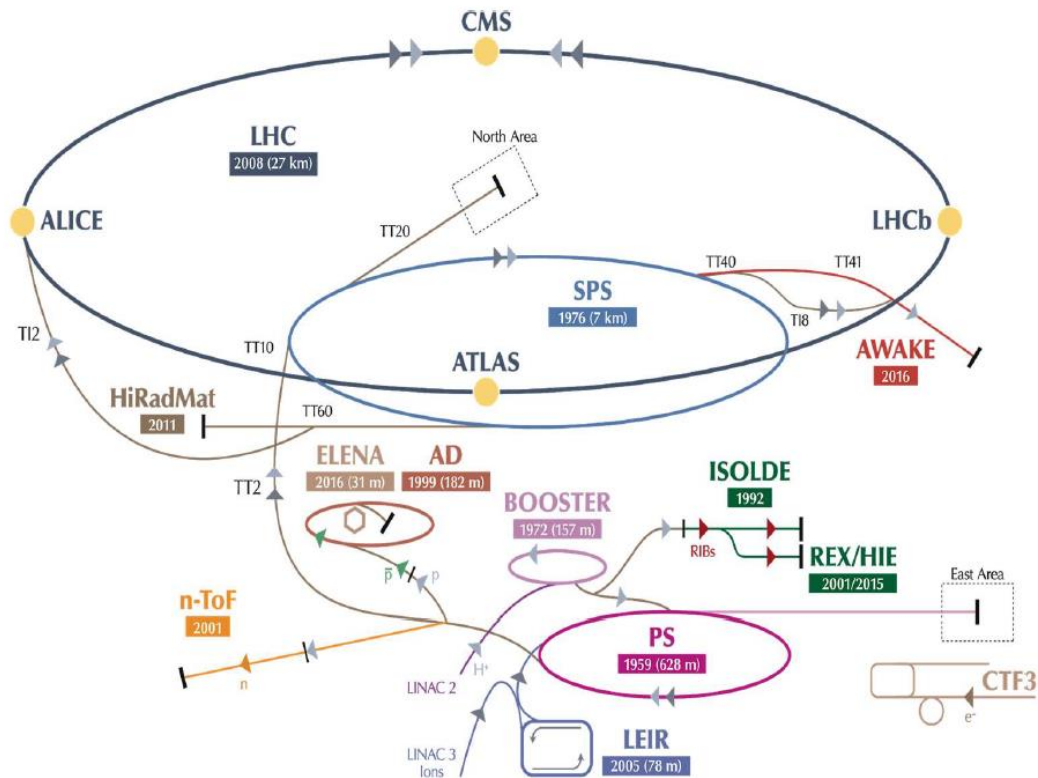 CMS
LHC
2008 (27 km)
North Area
ALICE
LHCb
TT20
TT40
TT41
SPS
1976 (7 km)
TI8
TI2
TT10
ATLAS
AWAKE
2016
HiRadMat
2011
TT60
ELENA
2016 (31 m)
AD
1999 (182 m)
TT2
ISOLDE
1992
BOOSTER
1972 (157 m)
RIBs
REX/HIE
2001/2015
p̅
p
East Area
n-ToF
2001
PS
1959 (628 m)
n
H⁺
LINAC 2
CTF3
e⁻
LEIR
2005 (78 m)
LINAC 3
Ions